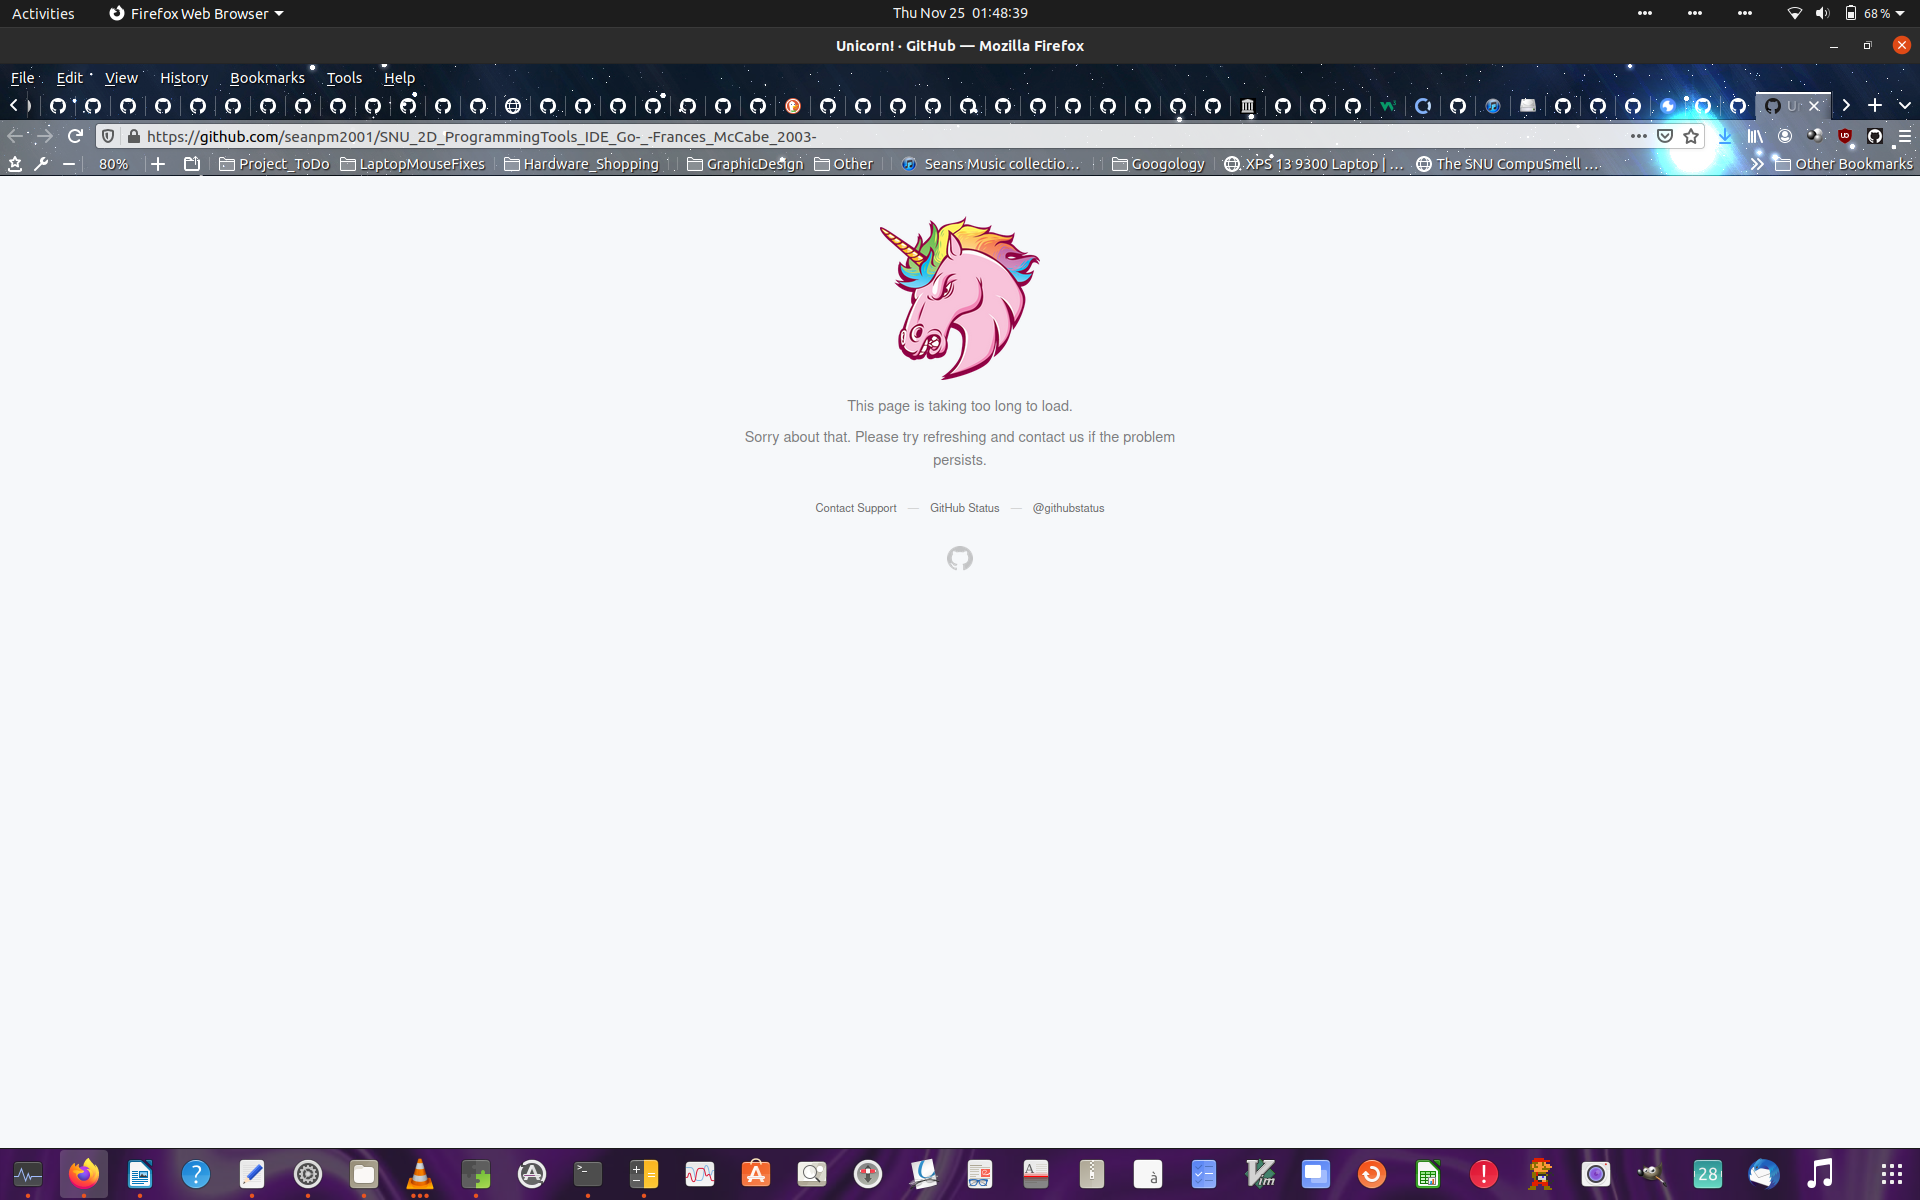 Activities Firefox Web Browser Thu Nov 25 01:48:39 68 %
Unicorn! · GitHub — Mozilla Firefox
File Edit View History Bookmarks Tools Help
https://github.com/seanpm2001/SNU_2D_ProgrammingTools_IDE_Go-_-Frances_McCabe_2003-
80% Project_ToDo LaptopMouseFixes Hardware_Shopping GraphicDesign Other Seans Music collectio… Googology XPS 13 9300 Laptop | … The SNU CompuSmell … Other Bookmarks
This page is taking too long to load.
Sorry about that. Please try refreshing and contact us if the problem
persists.
Contact Support — GitHub Status — @githubstatus
28